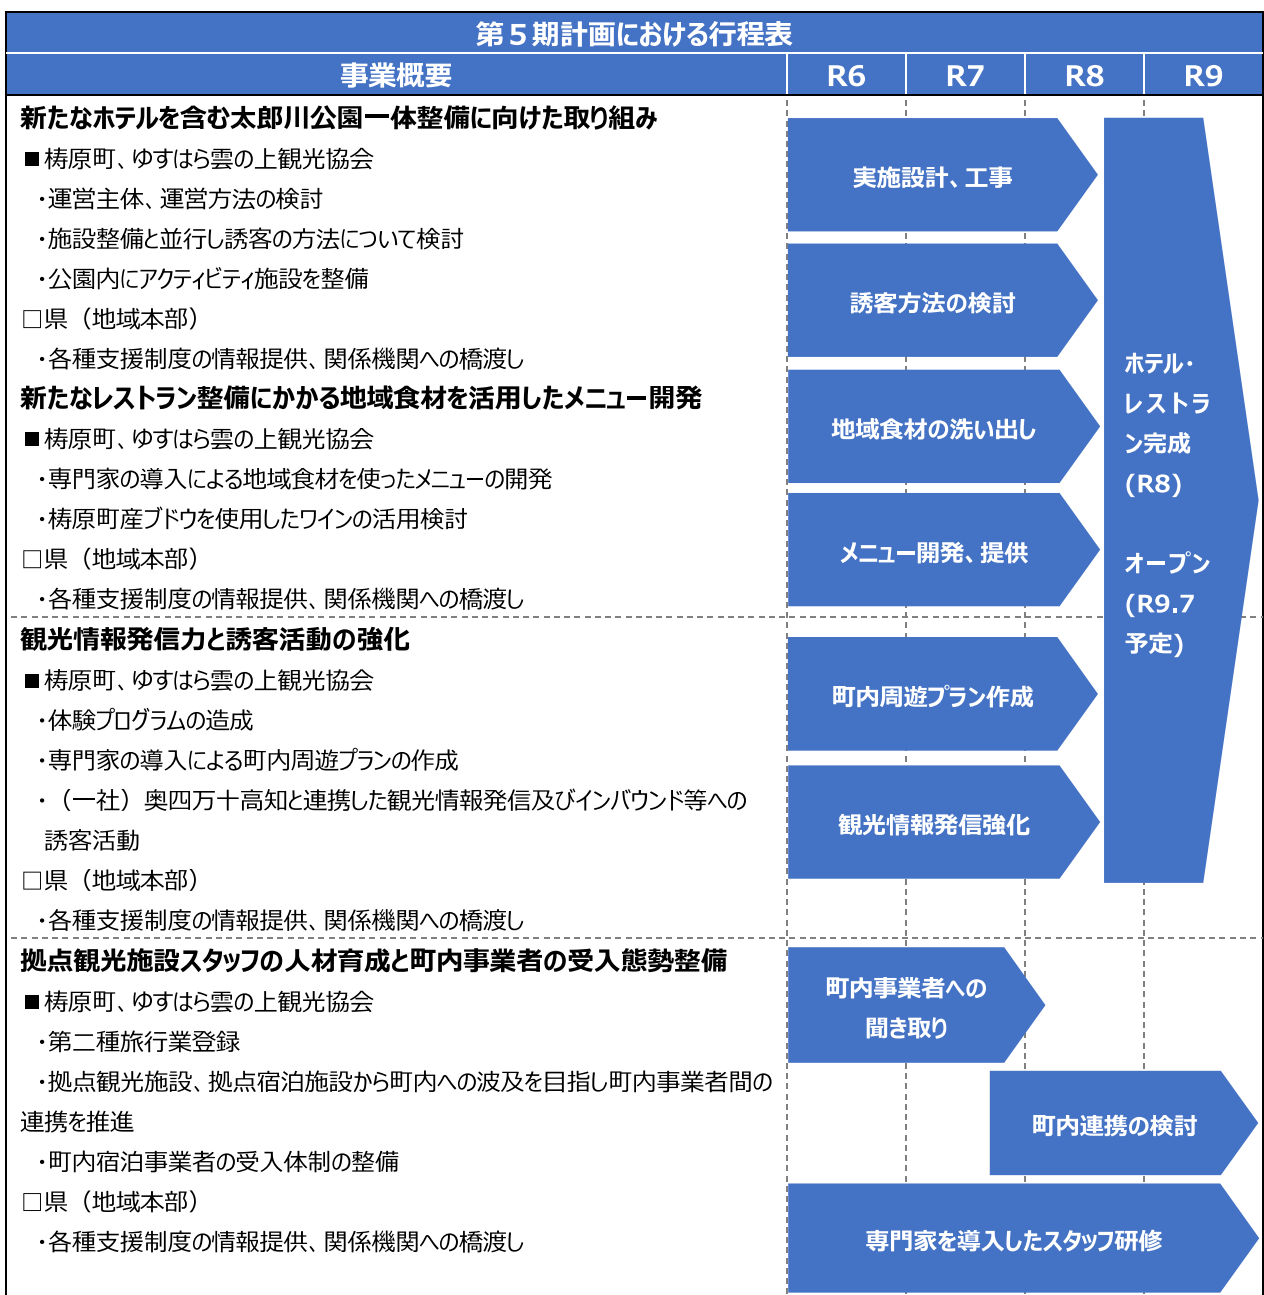 第５期計画における行程表
事業概要
R6
R7
R8
R9
新たなホテルを含む太郎川公園一体整備に向けた取り組み
■梼原町、ゆすはら雲の上観光協会
・運営主体、運営方法の検討
・施設整備と並行し誘客の方法について検討
・公園内にアクティビティ施設を整備
□県（地域本部）
・各種支援制度の情報提供、関係機関への橋渡し
新たなレストラン整備にかかる地域食材を活用したメニュー開発
■梼原町、ゆすはら雲の上観光協会
・専門家の導入による地域食材を使ったメニューの開発
・梼原町産ブドウを使用したワインの活用検討
□県（地域本部）
・各種支援制度の情報提供、関係機関への橋渡し
実施設計、工事
誘客方法の検討
地域食材の洗い出し
メニュー開発、提供
ホテル・
レストラ
ン完成
(R8)
オープン
(R9.7
予定)
観光情報発信力と誘客活動の強化
■梼原町、ゆすはら雲の上観光協会
・体験プログラムの造成
・専門家の導入による町内周遊プランの作成
・（一社）奥四万十高知と連携した観光情報発信及びインバウンド等への
誘客活動
□県（地域本部）
・各種支援制度の情報提供、関係機関への橋渡し
町内周遊プラン作成
観光情報発信強化
拠点観光施設スタッフの人材育成と町内事業者の受入態勢整備
■梼原町、ゆすはら雲の上観光協会
・第二種旅行業登録
・拠点観光施設、拠点宿泊施設から町内への波及を目指し町内事業者間の
連携を推進
・町内宿泊事業者の受入体制の整備
□県（地域本部）
・各種支援制度の情報提供、関係機関への橋渡し
町内事業者への
聞き取り
町内連携の検討
専門家を導入したスタッフ研修